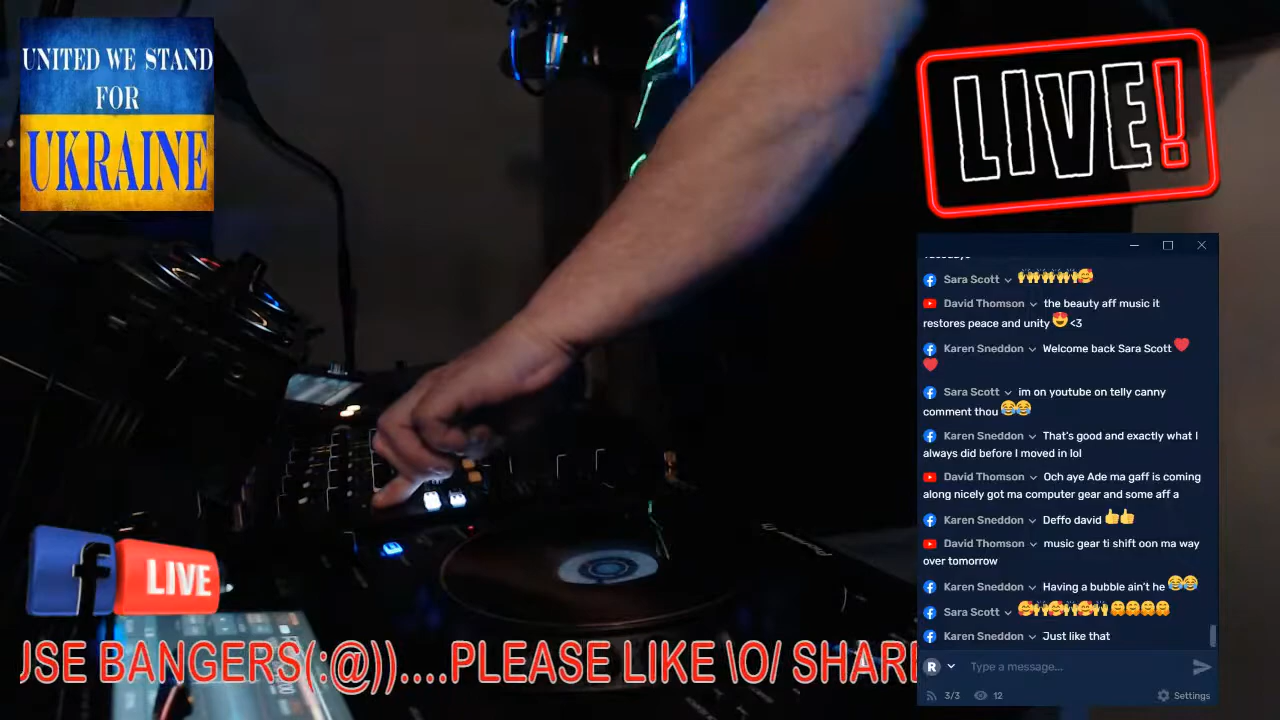 UNITED WE STAND
FOR
UKRAINE
LIVE!
Sara Scott
David Thomson the beauty aff music it
restores peace and unity 😍 <3
Karen Sneddon Welcome back Sara Scott ❤
❤
Sara Scott im on youtube on telly canny
comment thou 😂😂
Karen Sneddon That's good and exactly what I
always did before I moved in lol
David Thomson Och aye Ade ma gaff is coming
along nicely got ma computer gear and some aff a
Karen Sneddon Deffo david 👍👍
David Thomson music gear ti shift oon ma way
over tomorrow
Karen Sneddon Having a bubble ain't he 😂😂
Sara Scott
Karen Sneddon Just like that
R Type a message...
3/3 12 Settings
f LIVE
USE BANGERS(:@))....PLEASE LIKE \O/ SHAR